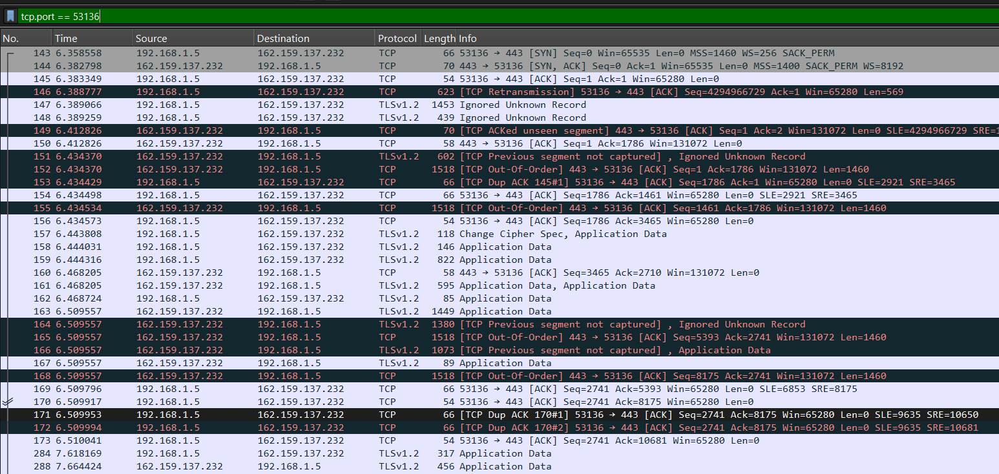 tcp.port == 53136
No. Time Source Destination Protocol Length Info
143 6.358558 192.168.1.5 162.159.137.232 TCP 66 53136 → 443 [SYN] Seq=0 Win=65535 Len=0 MSS=1460 WS=256 SACK_PERM
144 6.382798 162.159.137.232 192.168.1.5 TCP 70 443 → 53136 [SYN, ACK] Seq=0 Ack=1 Win=65535 Len=0 MSS=1400 SACK_PERM WS=8192
145 6.383349 192.168.1.5 162.159.137.232 TCP 54 53136 → 443 [ACK] Seq=1 Ack=1 Win=65280 Len=0
146 6.388777 192.168.1.5 162.159.137.232 TCP 623 [TCP Retransmission] 53136 → 443 [ACK] Seq=4294966729 Ack=1 Win=65280 Len=569
147 6.389066 192.168.1.5 162.159.137.232 TLSv1.2 1453 Ignored Unknown Record
148 6.389259 192.168.1.5 162.159.137.232 TLSv1.2 439 Ignored Unknown Record
149 6.412826 162.159.137.232 192.168.1.5 TCP 70 [TCP ACKed unseen segment] 443 → 53136 [ACK] Seq=1 Ack=2 Win=131072 Len=0 SLE=4294966729 SRE=1
150 6.412826 162.159.137.232 192.168.1.5 TCP 58 443 → 53136 [ACK] Seq=1 Ack=1786 Win=131072 Len=0
151 6.434370 162.159.137.232 192.168.1.5 TLSv1.2 602 [TCP Previous segment not captured] , Ignored Unknown Record
152 6.434370 162.159.137.232 192.168.1.5 TCP 1518 [TCP Out-Of-Order] 443 → 53136 [ACK] Seq=1 Ack=1786 Win=131072 Len=1460
153 6.434429 192.168.1.5 162.159.137.232 TCP 66 [TCP Dup ACK 145#1] 53136 → 443 [ACK] Seq=1786 Ack=1 Win=65280 Len=0 SLE=2921 SRE=3465
154 6.434498 192.168.1.5 162.159.137.232 TCP 66 53136 → 443 [ACK] Seq=1786 Ack=1461 Win=65280 Len=0 SLE=2921 SRE=3465
155 6.434534 162.159.137.232 192.168.1.5 TCP 1518 [TCP Out-Of-Order] 443 → 53136 [ACK] Seq=1461 Ack=1786 Win=131072 Len=1460
156 6.434573 192.168.1.5 162.159.137.232 TCP 54 53136 → 443 [ACK] Seq=1786 Ack=3465 Win=65280 Len=0
157 6.443808 192.168.1.5 162.159.137.232 TLSv1.2 118 Change Cipher Spec, Application Data
158 6.444031 192.168.1.5 162.159.137.232 TLSv1.2 146 Application Data
159 6.444316 192.168.1.5 162.159.137.232 TLSv1.2 822 Application Data
160 6.468205 162.159.137.232 192.168.1.5 TCP 58 443 → 53136 [ACK] Seq=3465 Ack=2710 Win=131072 Len=0
161 6.468205 162.159.137.232 192.168.1.5 TLSv1.2 595 Application Data, Application Data
162 6.468724 192.168.1.5 162.159.137.232 TLSv1.2 85 Application Data
163 6.509557 162.159.137.232 192.168.1.5 TLSv1.2 1449 Application Data
164 6.509557 162.159.137.232 192.168.1.5 TLSv1.2 1380 [TCP Previous segment not captured] , Ignored Unknown Record
165 6.509557 162.159.137.232 192.168.1.5 TCP 1518 [TCP Out-Of-Order] 443 → 53136 [ACK] Seq=5393 Ack=2741 Win=131072 Len=1460
166 6.509557 162.159.137.232 192.168.1.5 TLSv1.2 1073 [TCP Previous segment not captured] , Application Data
167 6.509557 162.159.137.232 192.168.1.5 TLSv1.2 89 Application Data
168 6.509557 162.159.137.232 192.168.1.5 TCP 1518 [TCP Out-Of-Order] 443 → 53136 [ACK] Seq=8175 Ack=2741 Win=131072 Len=1460
169 6.509796 192.168.1.5 162.159.137.232 TCP 66 53136 → 443 [ACK] Seq=2741 Ack=5393 Win=65280 Len=0 SLE=6853 SRE=8175
170 6.509917 192.168.1.5 162.159.137.232 TCP 54 53136 → 443 [ACK] Seq=2741 Ack=8175 Win=65280 Len=0
171 6.509953 192.168.1.5 162.159.137.232 TCP 66 [TCP Dup ACK 170#1] 53136 → 443 [ACK] Seq=2741 Ack=8175 Win=65280 Len=0 SLE=9635 SRE=10650
172 6.509994 192.168.1.5 162.159.137.232 TCP 66 [TCP Dup ACK 170#2] 53136 → 443 [ACK] Seq=2741 Ack=8175 Win=65280 Len=0 SLE=9635 SRE=10681
173 6.510041 192.168.1.5 162.159.137.232 TCP 54 53136 → 443 [ACK] Seq=2741 Ack=10681 Win=65280 Len=0
284 7.618169 192.168.1.5 162.159.137.232 TLSv1.2 317 Application Data
288 7.664424 162.159.137.232 192.168.1.5 TLSv1.2 456 Application Data